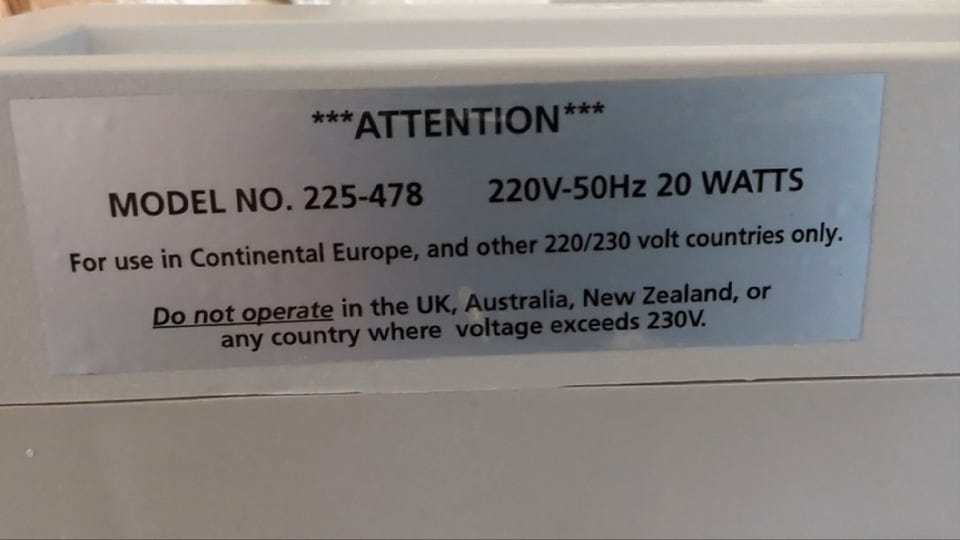 ***ATTENTION***
MODEL NO. 225-478 220V-50Hz 20 WATTS
For use in Continental Europe, and other 220/230 volt countries only.
Do not operate in the UK, Australia, New Zealand, or
any country where voltage exceeds 230V.